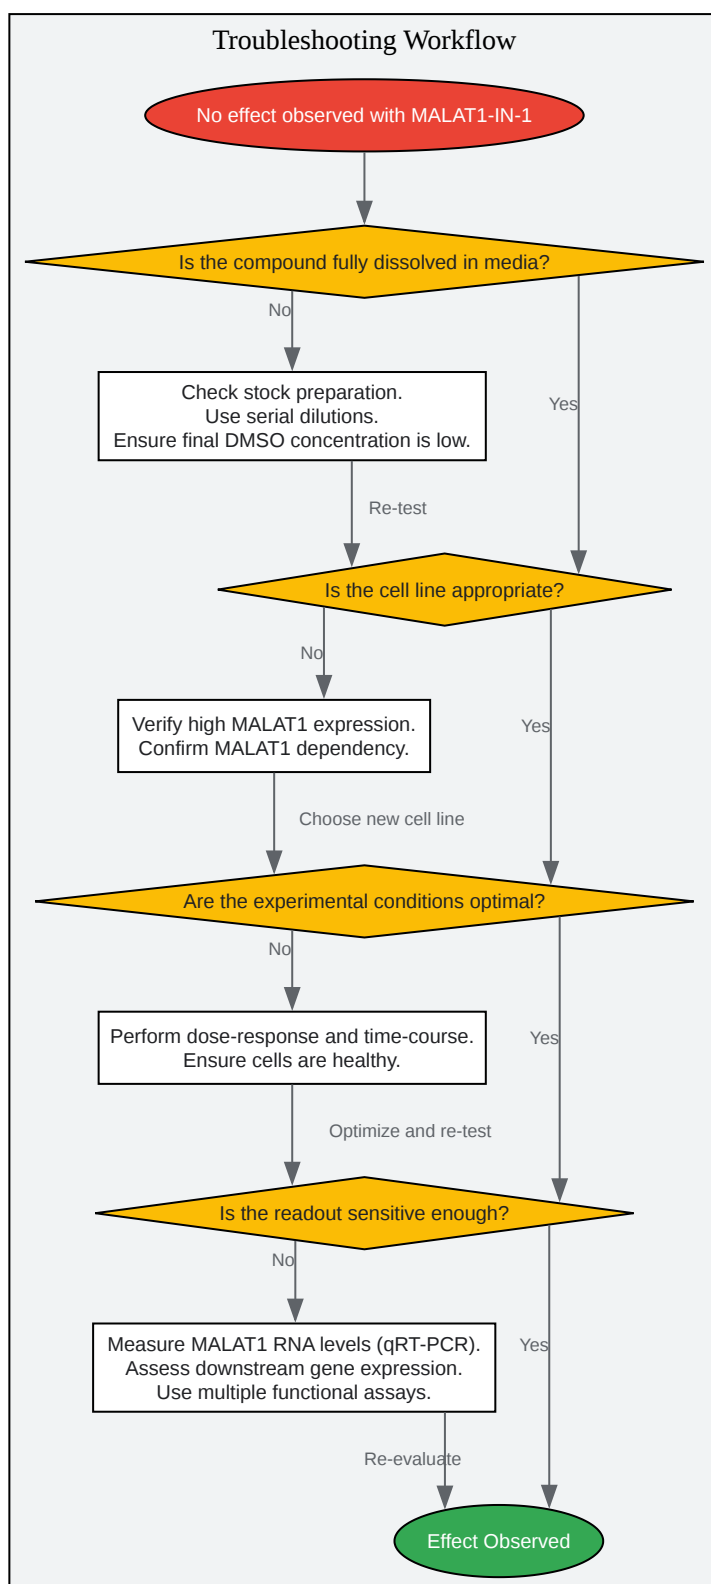 Troubleshooting Workflow
No effect observed with MALAT1-IN-1
Is the compound fully dissolved in media?
No
Yes
Check stock preparation.
Use serial dilutions.
Ensure final DMSO concentration is low.
Re-test
Is the cell line appropriate?
No
Yes
Verify high MALAT1 expression.
Confirm MALAT1 dependency.
Choose new cell line
Are the experimental conditions optimal?
No
Yes
Perform dose-response and time-course.
Ensure cells are healthy.
Optimize and re-test
Is the readout sensitive enough?
No
Yes
Measure MALAT1 RNA levels (qRT-PCR).
Assess downstream gene expression.
Use multiple functional assays.
Re-evaluate
Effect Observed